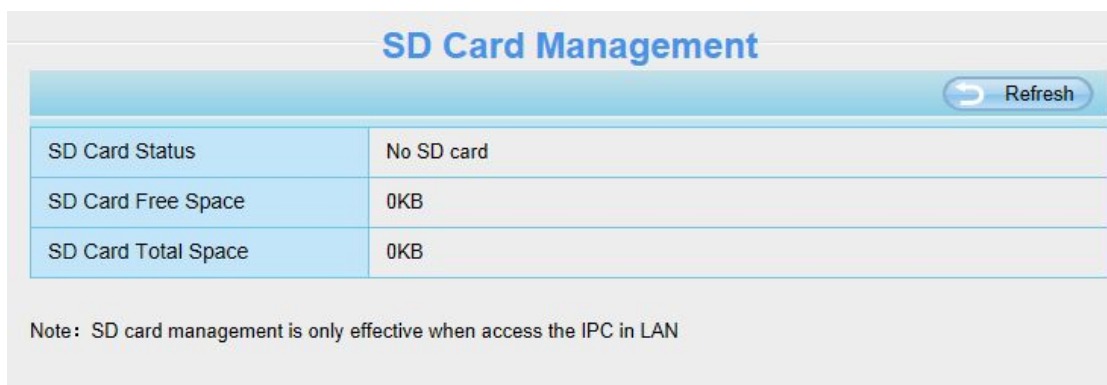 SD Card Management
Refresh
SD Card Status No SD card
SD Card Free Space 0KB
SD Card Total Space 0KB
Note：SD card management is only effective when access the IPC in LAN